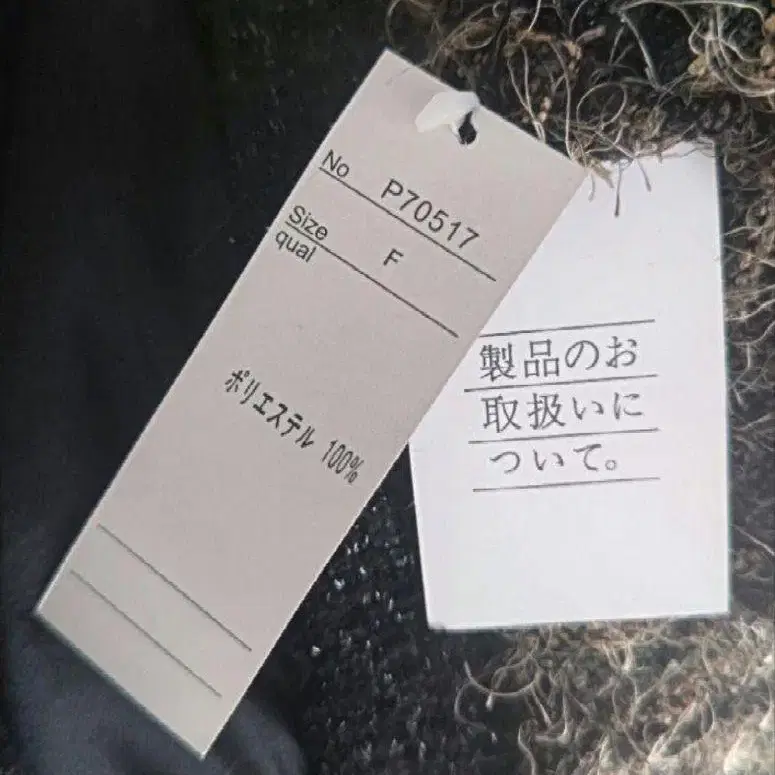 No P70517
Size F
qual
ポリエステル 100%
製品のお
取扱いに
ついて。